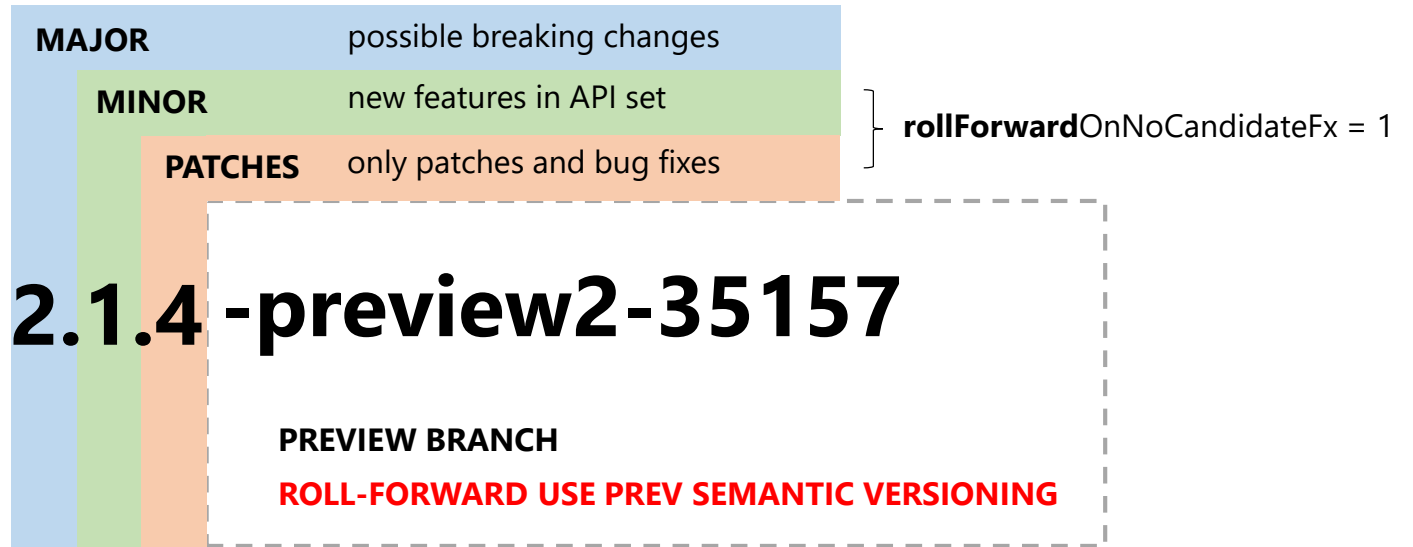 MAJOR possible breaking changes
MINOR new features in API set
rollForwardOnNoCandidateFx = 1
PATCHES only patches and bug fixes
2.1.4 -preview2-35157
PREVIEW BRANCH
ROLL-FORWARD USE PREV SEMANTIC VERSIONING